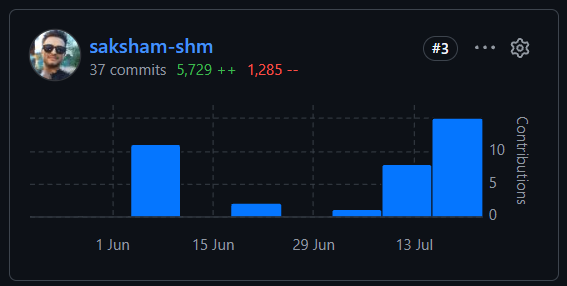 saksham-shm
#3
37 commits 5,729 ++ 1,285 --
10
5
0
Contributions
1 Jun 15 Jun 29 Jun 13 Jul